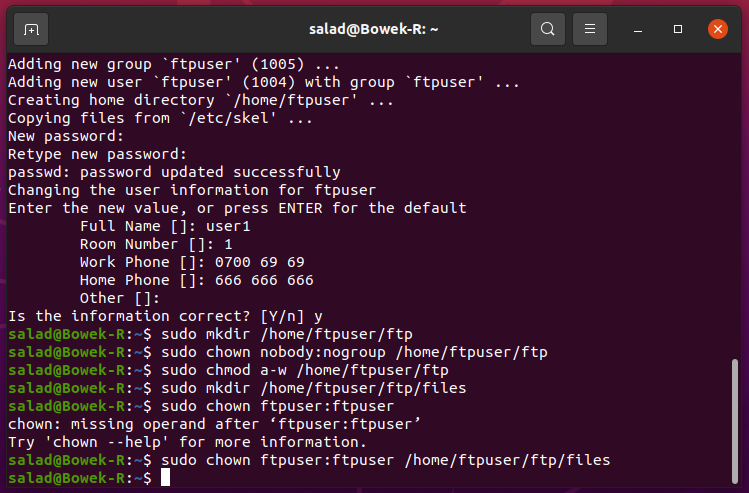 salad@Bowek-R: ~
Adding new group `ftpuser' (1005) ...
Adding new user `ftpuser' (1004) with group `ftpuser' ...
Creating home directory `/home/ftpuser' ...
Copying files from `/etc/skel' ...
New password:
Retype new password:
passwd: password updated successfully
Changing the user information for ftpuser
Enter the new value, or press ENTER for the default
        Full Name []: user1
        Room Number []: 1
        Work Phone []: 0700 69 69
        Home Phone []: 666 666 666
        Other []:
Is the information correct? [Y/n] y
salad@Bowek-R:~$ sudo mkdir /home/ftpuser/ftp
salad@Bowek-R:~$ sudo chown nobody:nogroup /home/ftpuser/ftp
salad@Bowek-R:~$ sudo chmod a-w /home/ftpuser/ftp
salad@Bowek-R:~$ sudo mkdir /home/ftpuser/ftp/files
salad@Bowek-R:~$ sudo chown ftpuser:ftpuser
chown: missing operand after ‘ftpuser:ftpuser’
Try 'chown --help' for more information.
salad@Bowek-R:~$ sudo chown ftpuser:ftpuser /home/ftpuser/ftp/files
salad@Bowek-R:~$